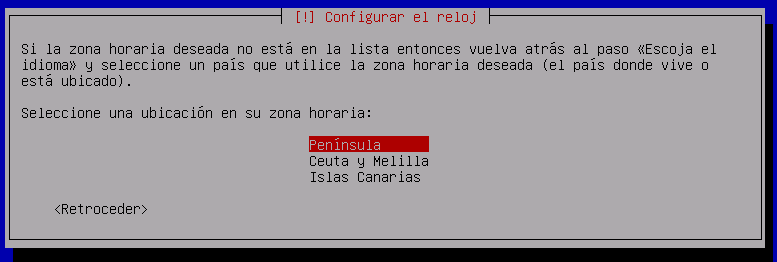 [!] Configurar el reloj
Si la zona horaria deseada no está en la lista entonces vuelva atrás al paso «Escoja el
idioma» y seleccione un país que utilice la zona horaria deseada (el país donde vive o
está ubicado).
Seleccione una ubicación en su zona horaria:
Península
Ceuta y Melilla
Islas Canarias
<Retroceder>